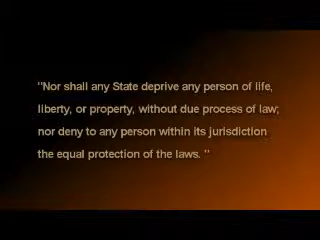 "Nor shall any State deprive any person of life,
liberty, or property, without due process of law;
nor deny to any person within its jurisdiction
the equal protection of the laws. "